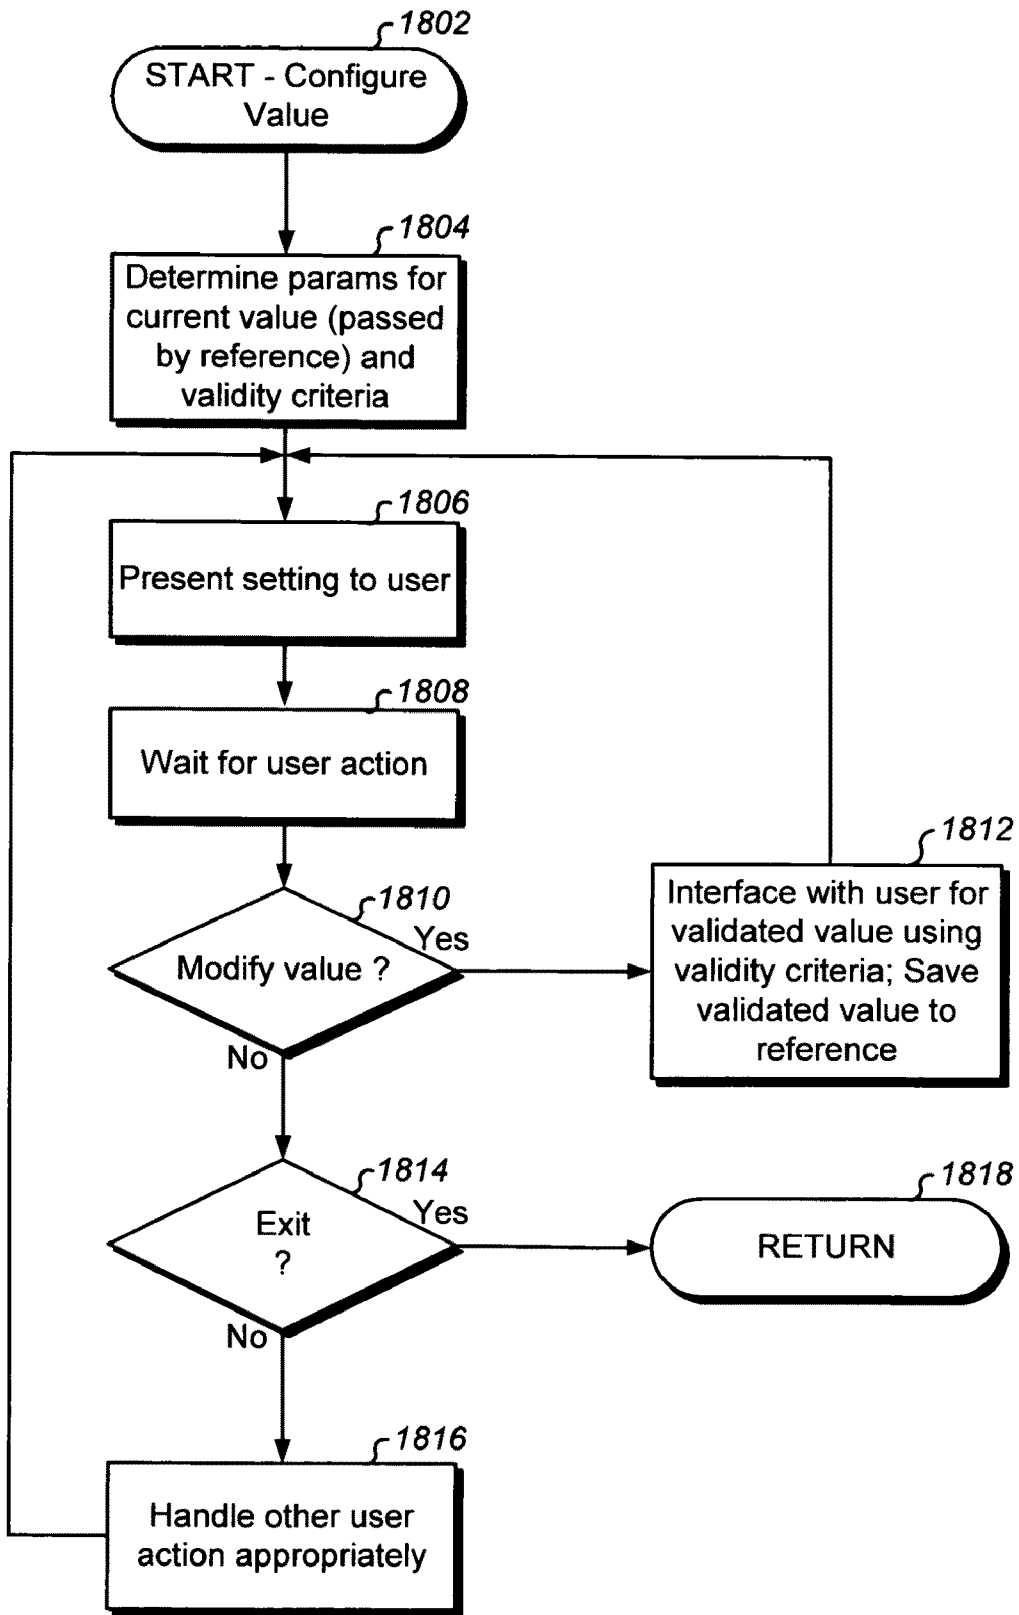 1802
START - Configure
Value
1804
Determine params for
current value (passed
by reference) and
validity criteria
1806
Present setting to user
1808
Wait for user action
1810
Modify value ?
Yes
No
1812
Interface with user for
validated value using
validity criteria; Save
validated value to
reference
1814
Exit
?
Yes
No
1818
RETURN
1816
Handle other user
action appropriately